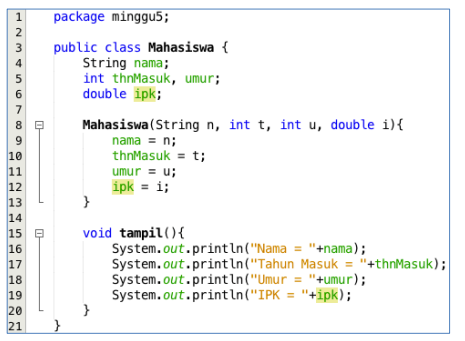 1 package minggu5;
2
3 public class Mahasiswa {
4     String nama;
5     int thnMasuk, umur;
6     double ipk;
7
8     Mahasiswa(String n, int t, int u, double i){
9         nama = n;
10         thnMasuk = t;
11         umur = u;
12         ipk = i;
13     }
14
15     void tampil(){
16         System.out.println("Nama = "+nama);
17         System.out.println("Tahun Masuk = "+thnMasuk);
18         System.out.println("Umur = "+umur);
19         System.out.println("IPK = "+ipk);
20     }
21 }